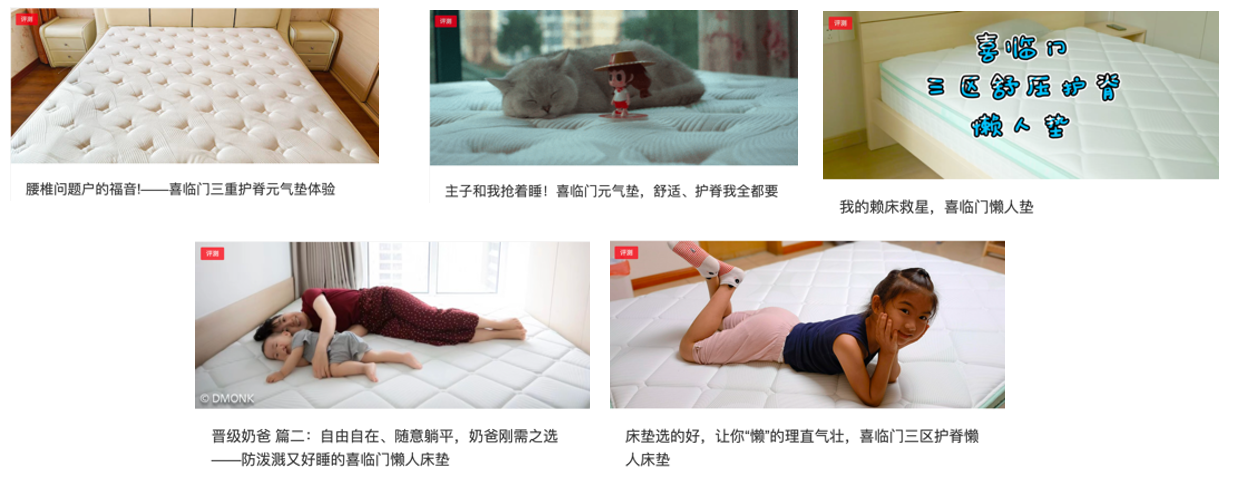 评测
腰椎问题户的福音!——喜临门三重护脊元气垫体验
评测
主子和我抢着睡！喜临门元气垫，舒适、护脊我全都要
评测
喜临门
三区舒压护脊
懒人垫
我的赖床救星，喜临门懒人垫
评测
© DMONK
晋级奶爸 篇二：自由自在、随意躺平，奶爸刚需之选
——防泼溅又好睡的喜临门懒人床垫
评测
床垫选的好，让你“懒”的理直气壮，喜临门三区护脊懒
人床垫